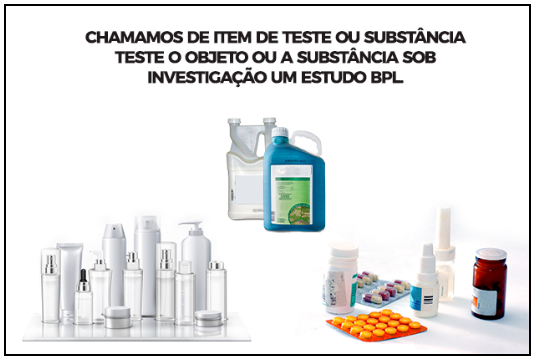 CHAMAMOS DE ITEM DE TESTE OU SUBSTÂNCIA
TESTE O OBJETO OU A SUBSTÂNCIA SOB
INVESTIGAÇÃO UM ESTUDO BPL.